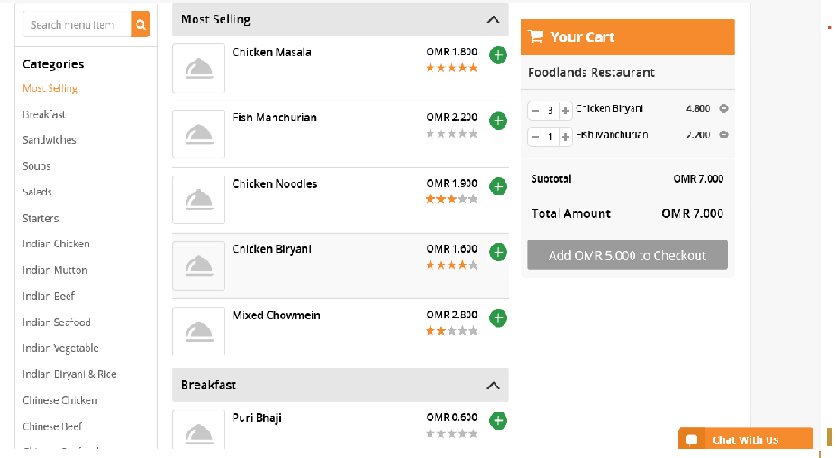 Search menu item
Categories
Most Selling
Breakfast
Sandwiches
Soups
Salads
Starters
Indian Chicken
Indian Mutton
Indian Beef
Indian Seafood
Indian Vegetable
Indian Biryani & Rice
Chinese Chicken
Chinese Beef
Most Selling
Chicken Masala OMR 1.800
Fish Manchurian OMR 2.200
Chicken Noodles OMR 1.900
Chicken Biryani OMR 1.600
Mixed Chowmein OMR 2.800
Breakfast
Puri Bhaji OMR 0.600
Your Cart
Foodlands Restaurant
3 Chicken Biryani 4.800
1 Fish Manchurian 2.200
Subtotal OMR 7.000
Total Amount OMR 7.000
Add OMR 5.000 to Checkout
Chat With US